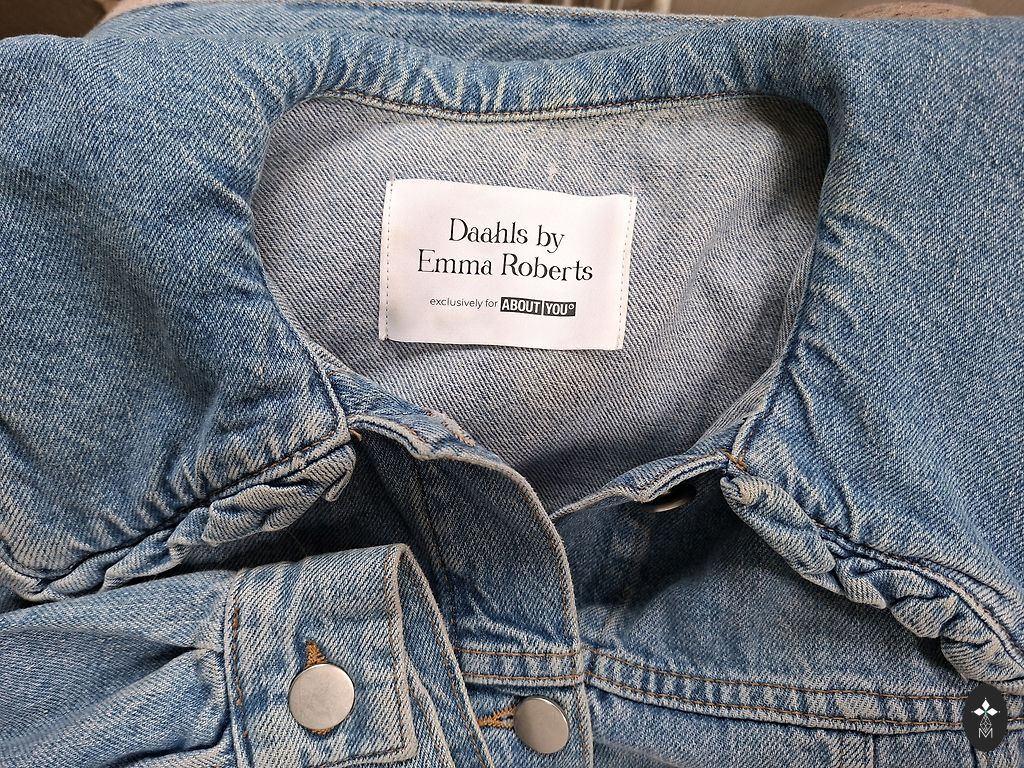 Daahls by
Emma Roberts
exclusively for ABOUT YOU°
M